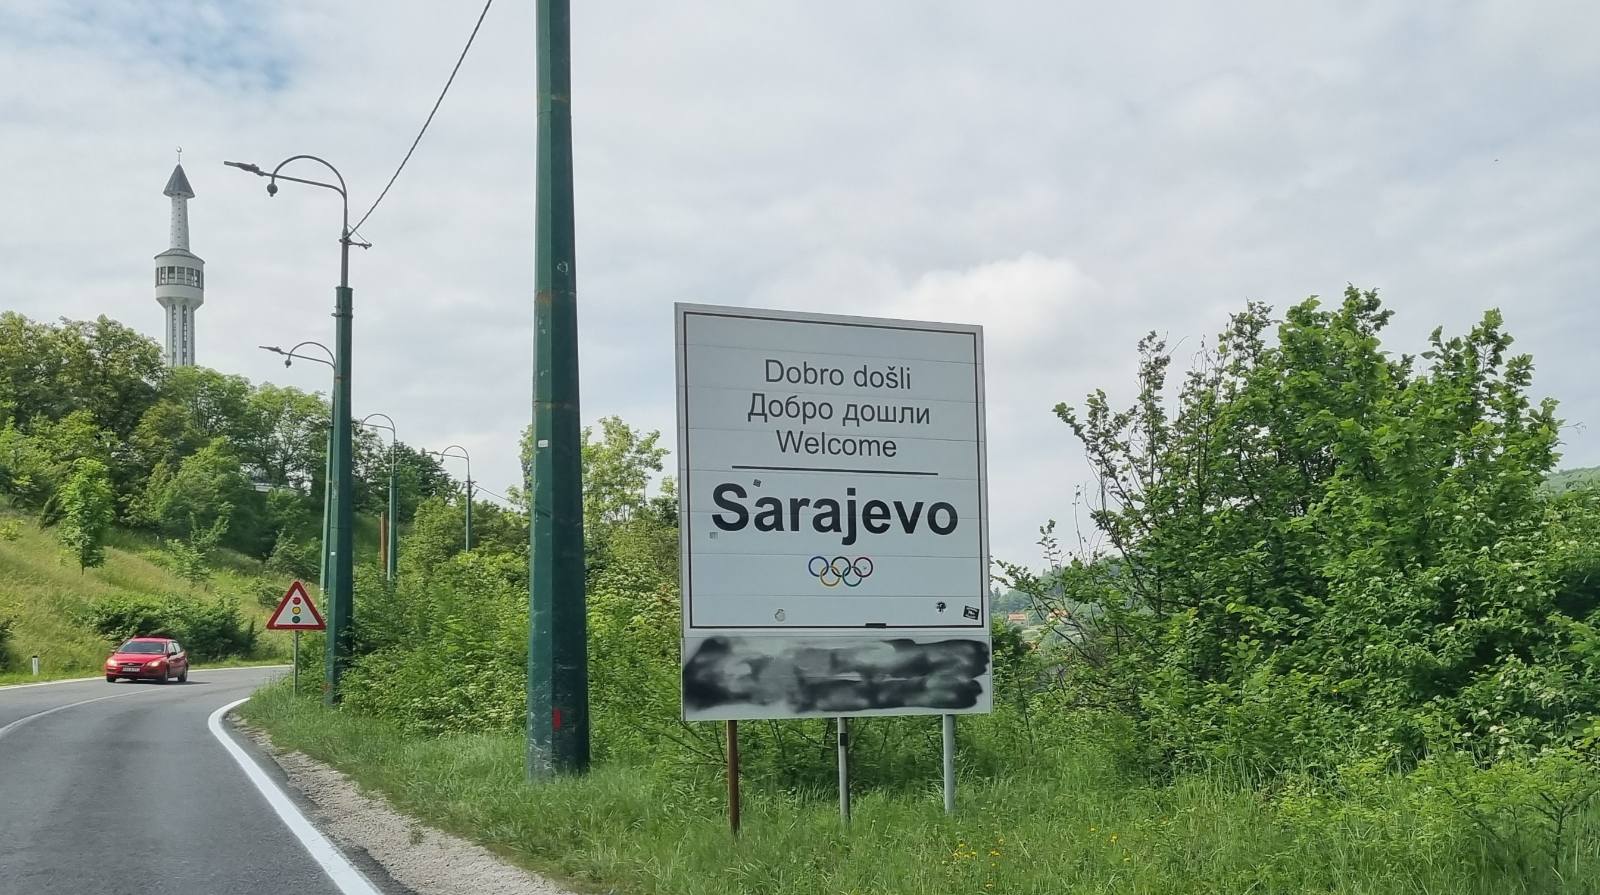 Dobro došli
Добро дошли
Welcome
Sarajevo